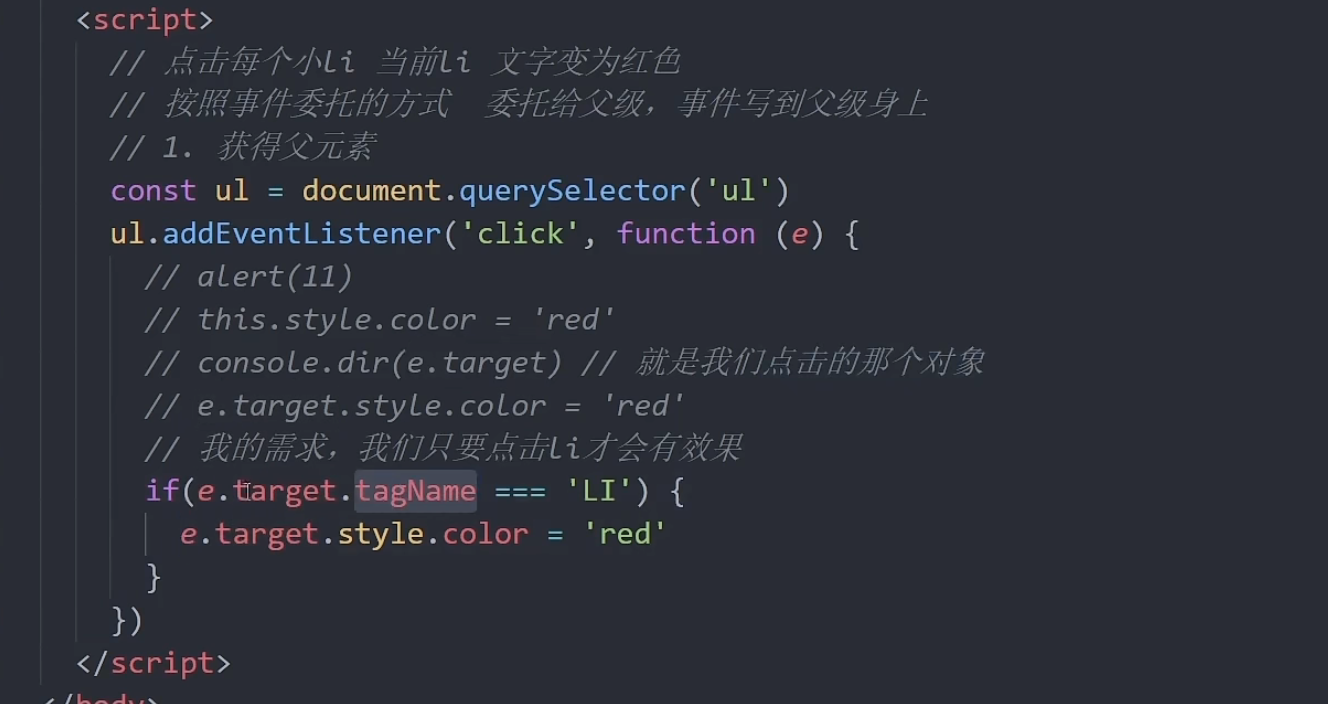 <script>
// 点击每个小li 当前li 文字变为红色
// 按照事件委托的方式  委托给父级，事件写到父级身上
// 1. 获得父元素
const ul = document.querySelector('ul')
ul.addEventListener('click', function (e) {
// alert(11)
// this.style.color = 'red'
// console.dir(e.target) // 就是我们点击的那个对象
// e.target.style.color = 'red'
// 我的需求，我们只要点击li才会有效果
if(e.target.tagName === 'LI') {
e.target.style.color = 'red'
}
})
</script>
</body>